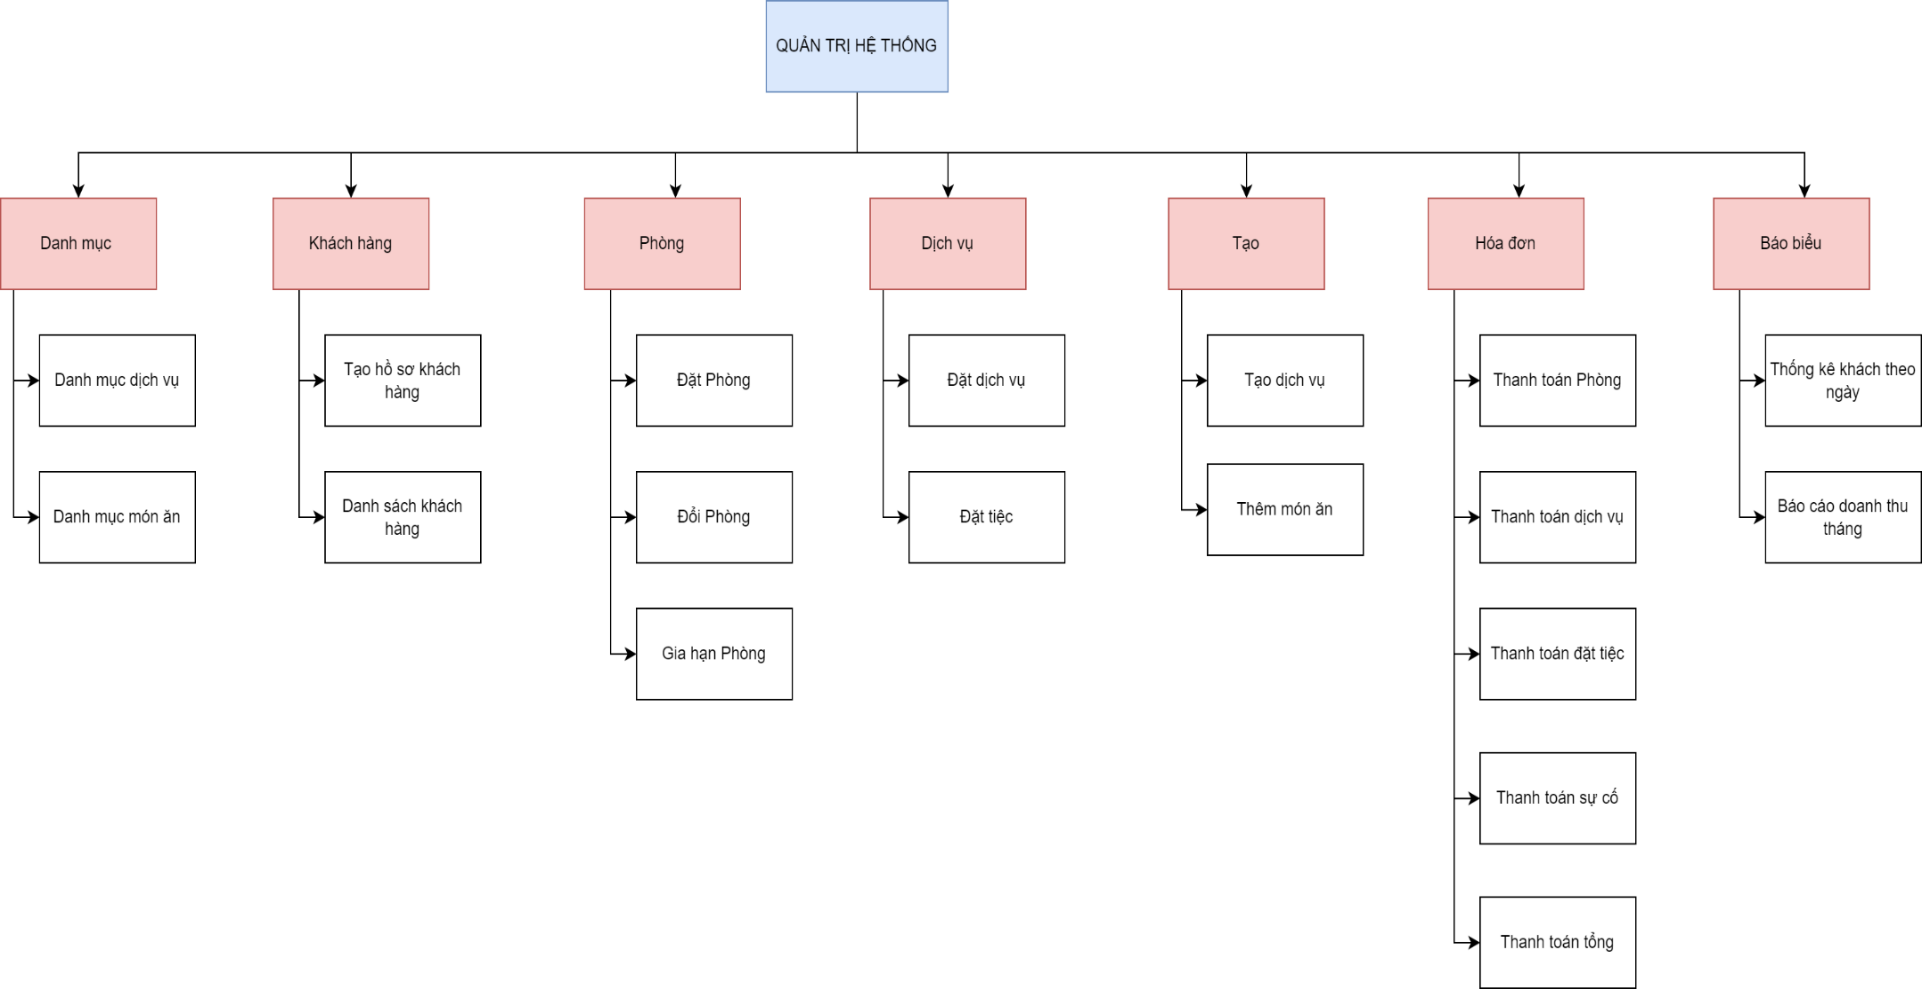 QUẢN TRỊ HỆ THỐNG
Danh mục
Khách hàng
Phòng
Dịch vụ
Tạo
Hóa đơn
Báo biểu
Danh mục dịch vụ
Danh mục món ăn
Tạo hồ sơ khách
hàng
Danh sách khách
hàng
Đặt Phòng
Đổi Phòng
Gia hạn Phòng
Đặt dịch vụ
Đặt tiệc
Tạo dịch vụ
Thêm món ăn
Thanh toán Phòng
Thanh toán dịch vụ
Thanh toán đặt tiệc
Thanh toán sự cố
Thanh toán tổng
Thống kê khách theo
ngày
Báo cáo doanh thu
tháng